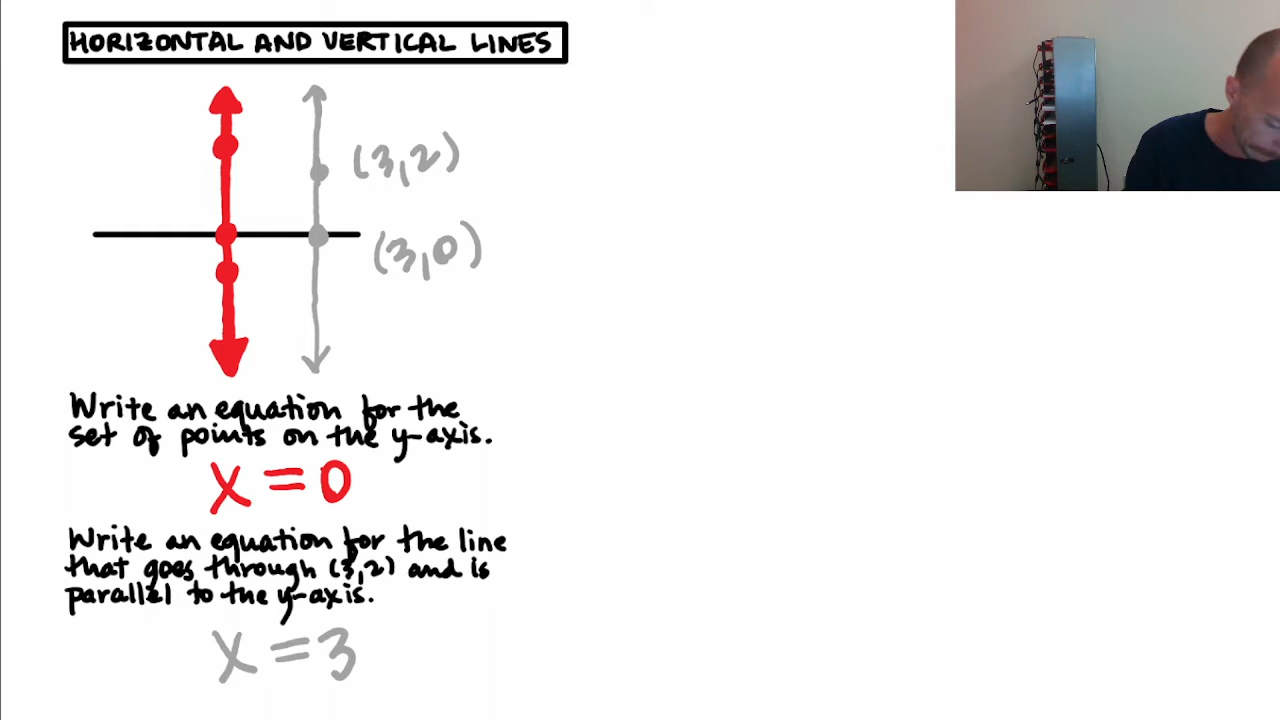 HORIZONTAL AND VERTICAL LINES
(3,2)
(3,0)
Write an equation for the
set of points on the y-axis.
x = 0
Write an equation for the line
that goes through (3,2) and is
parallel to the y-axis.
x = 3